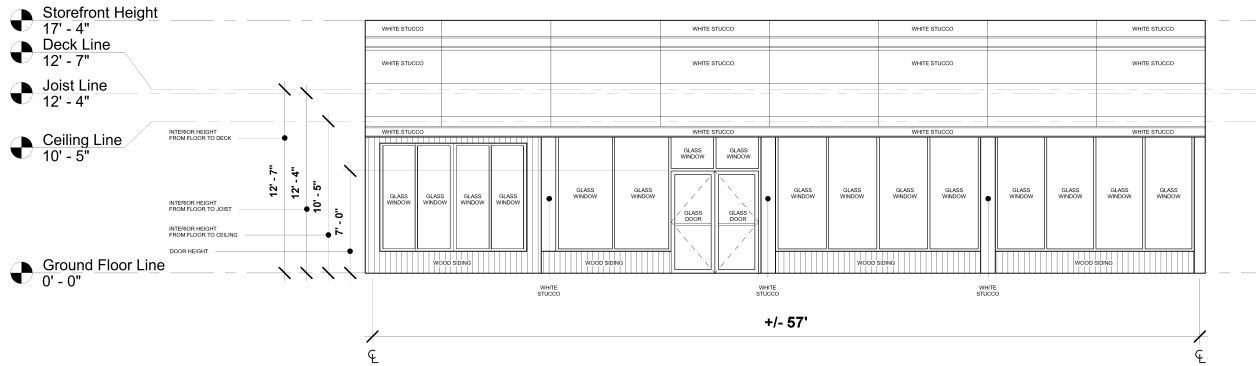 Storefront Height
17' - 4"
Deck Line
12' - 7"
Joist Line
12' - 4"
Ceiling Line
10' - 5"
Ground Floor Line
0' - 0"
INTERIOR HEIGHT
FROM FLOOR TO DECK
INTERIOR HEIGHT
FROM FLOOR TO JOIST
INTERIOR HEIGHT
FROM FLOOR TO CEILING
DOOR HEIGHT
12' - 7"
12' - 4"
10' - 5"
7' - 0"
WHITE STUCCO
WHITE STUCCO
WHITE STUCCO
WHITE STUCCO
WHITE STUCCO
WHITE STUCCO
WHITE STUCCO
WHITE STUCCO
WHITE STUCCO
WHITE STUCCO
WHITE STUCCO
WHITE STUCCO
GLASS
WINDOW
GLASS
WINDOW
GLASS
WINDOW
GLASS
WINDOW
GLASS
WINDOW
GLASS
WINDOW
GLASS
WINDOW
GLASS
WINDOW
GLASS
DOOR
GLASS
DOOR
GLASS
WINDOW
GLASS
WINDOW
GLASS
WINDOW
GLASS
WINDOW
GLASS
WINDOW
GLASS
WINDOW
GLASS
WINDOW
GLASS
WINDOW
WOOD SIDING
WOOD SIDING
WOOD SIDING
WOOD SIDING
WHITE
STUCCO
WHITE
STUCCO
WHITE
STUCCO
+/- 57'
℄
℄